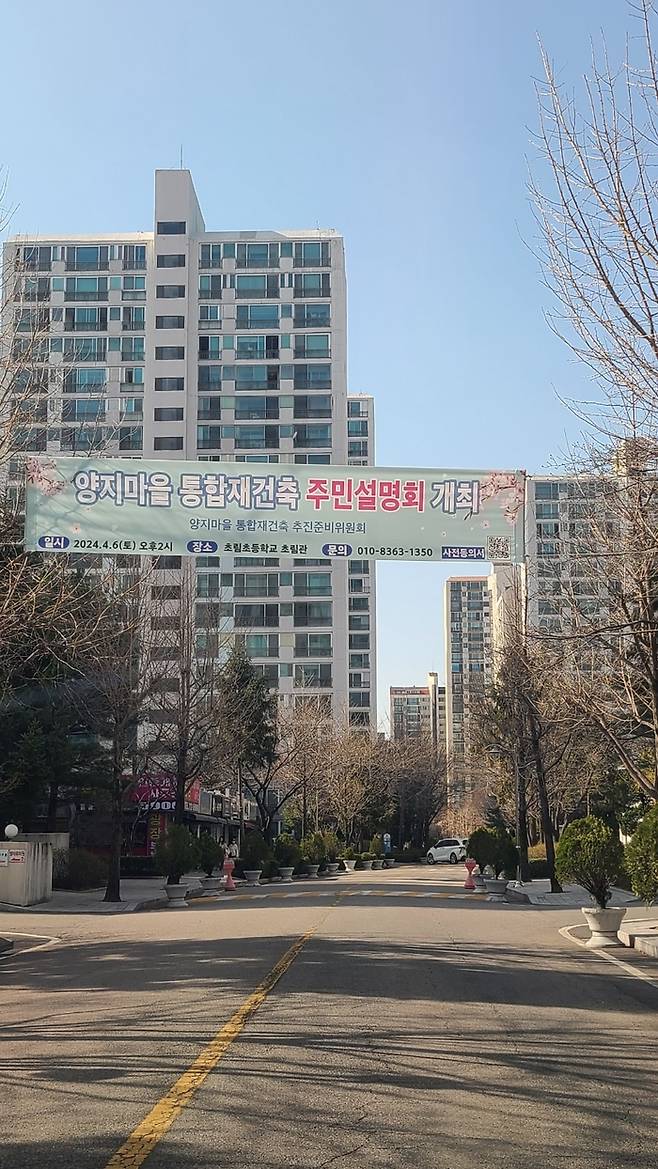 양지마을 통합재건축 주민설명회 개최
양지마을 통합재건축 추진준비위원회
일시 2024.4.6(토) 오후2시 장소 초림초등학교 초림관 문의 010-8363-1350 사전동의서